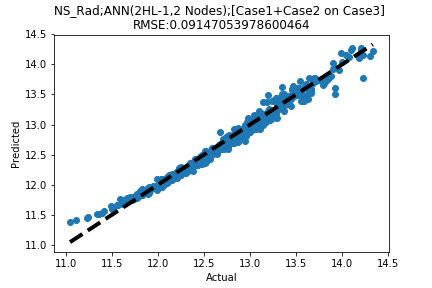 NS_Rad;ANN(2HL-1,2 Nodes);[Case1+Case2 on Case3]
RMSE:0.09147053978600464
14.5
14.0
13.5
13.0
12.5
12.0
11.5
11.0
Predicted
11.0 11.5 12.0 12.5 13.0 13.5 14.0 14.5
Actual